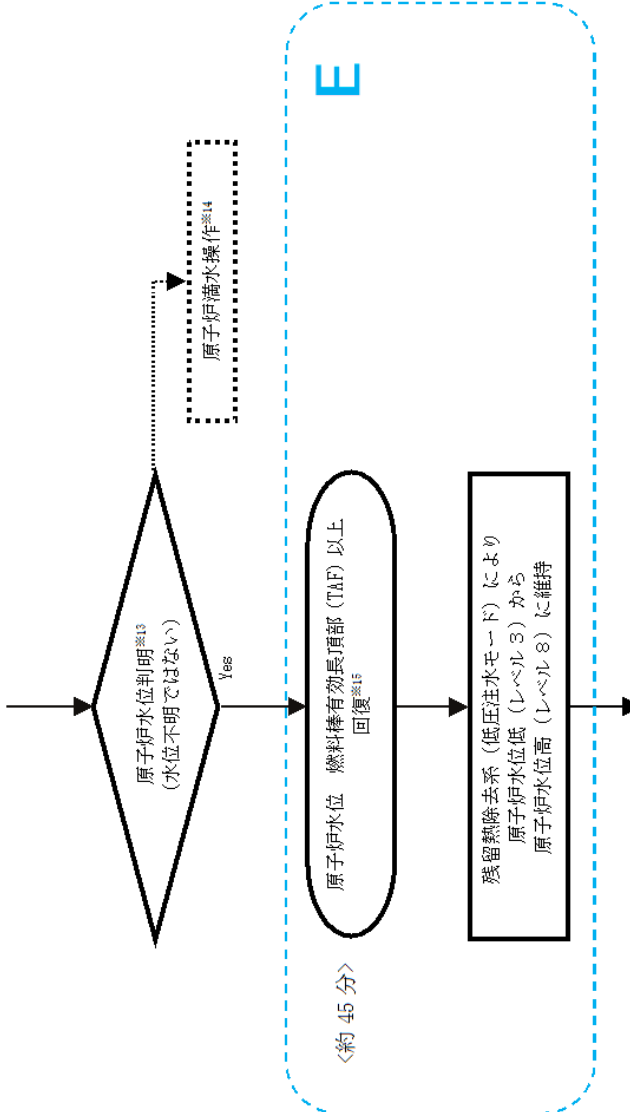 原子炉水位判明※13
(水位不明ではない)
Yes
原子炉満水操作※14
E
<約 45 分>
原子炉水位　燃料棒有効長頂部(TAF)以上
回復※15
残留熱除去系(低圧注水モード)により
原子炉水位低(レベル3)から
原子炉水位高(レベル8)に維持